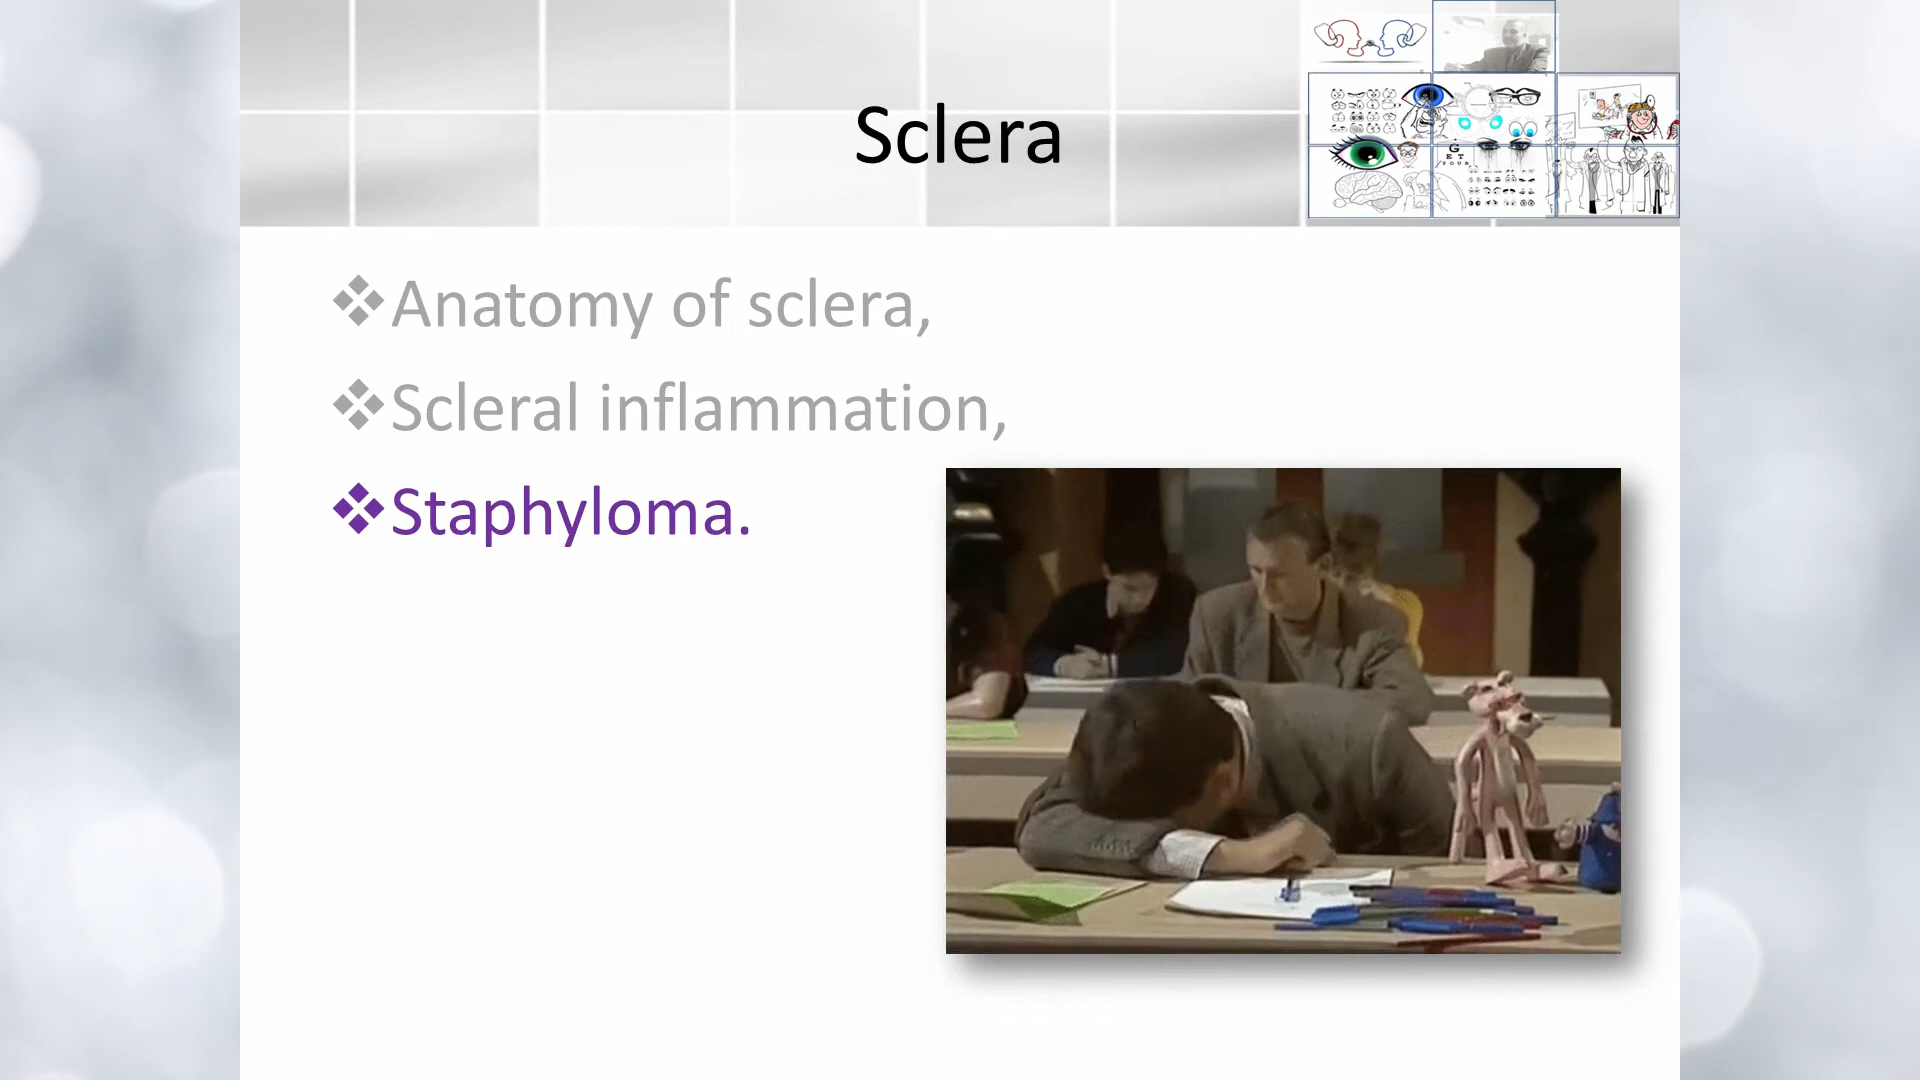 Sclera
❖Anatomy of sclera,
❖Scleral inflammation,
❖Staphyloma.
G
E T
Y O U R